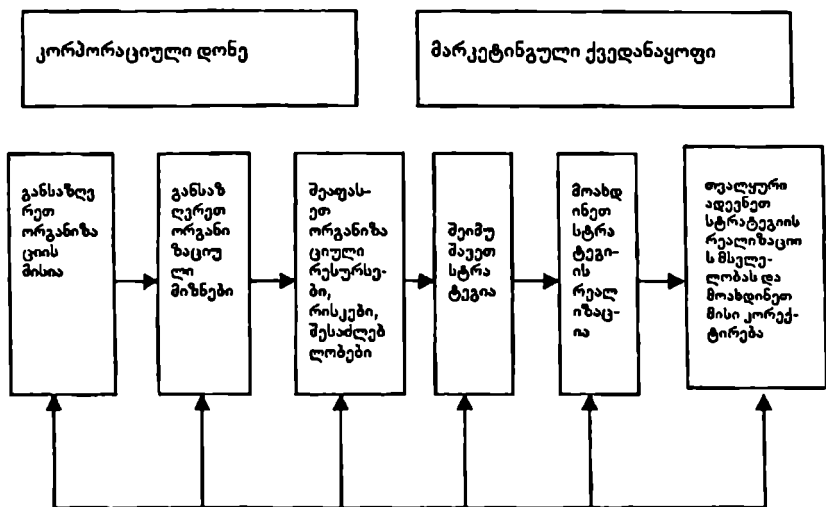 კორპორაციული დონე
მარკეტინგული ქვედანაყოფი
განსაზღვ
რეთ
ორგანიზა
ციის
მისია
განსაზ
ღვრეთ
ორგანი
ზაციუ
ლი
მიზნები
შეაფას-
ეთ
ორგანიზა
ციული
რესურსე-
ბი,
რისკები,
შესაძლებ
ლობები
შეიმუ
შავეთ
სტრა
ტეგია
მოახდ
ინეთ
სტრა
ტეგი-
ის
რეალ
იზაც-
ია
თვალყური
ადევნეთ
სტრატეგიის
რეალიზაციი
ს მსვლე-
ლობას და
მოახდინეთ
მისი კორექ-
ტირება